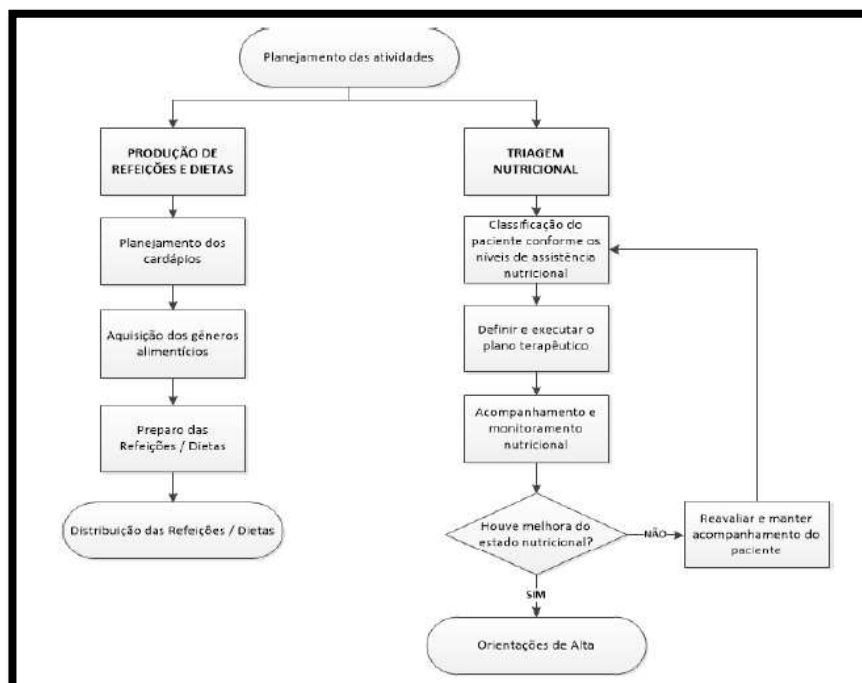 Planejamento das atividades
PRODUÇÃO DE
REFEIÇÕES E DIETAS
Planejamento dos
cardápios
Aquisição dos gêneros
alimentícios
Preparo das
Refeições / Dietas
Distribuição das Refeições / Dietas
TRIAGEM
NUTRICIONAL
Classificação do
paciente conforme os
níveis de assistência
nutricional
Definir e executar o
plano terapêutico
Acompanhamento e
monitoramento
nutricional
Houve melhora do
estado nutricional?
NÃO
Reavaliar e manter
acompanhamento do
paciente
SIM
Orientações de Alta